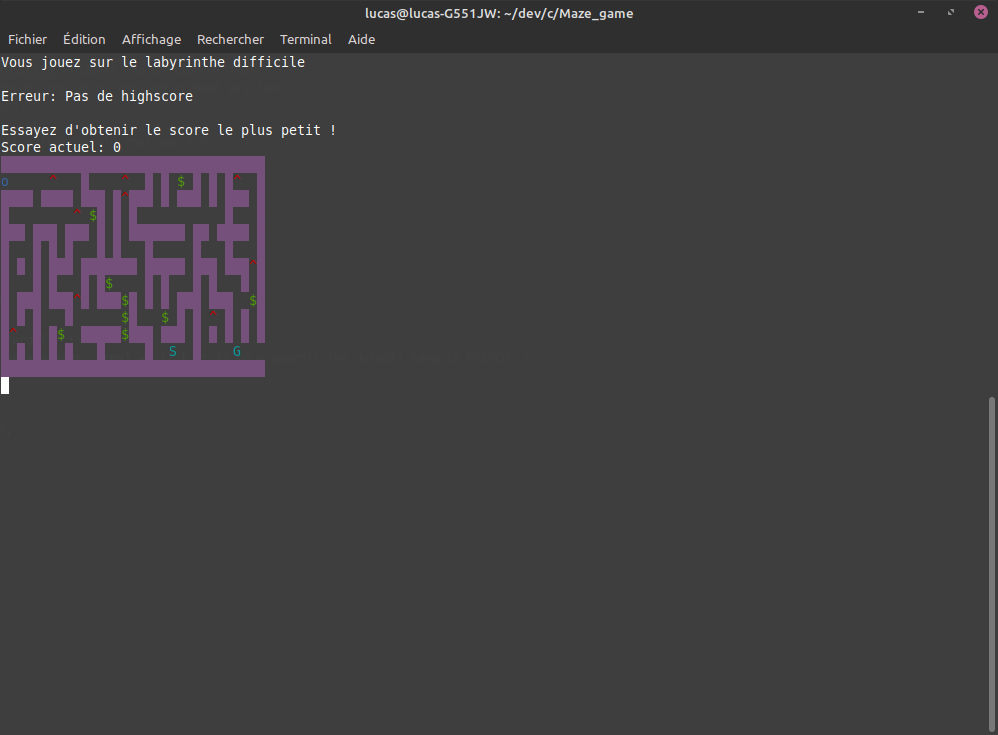 lucas@lucas-G551JW: ~/dev/c/Maze_game
Fichier Édition Affichage Rechercher Terminal Aide
Vous jouez sur le labyrinthe difficile
Erreur: Pas de highscore
Essayez d'obtenir le score le plus petit !
Score actuel: 0
o ^ ^ $ ^
^
^ $
^
$
^ $ $
$ $ ^
^ $ $
S G